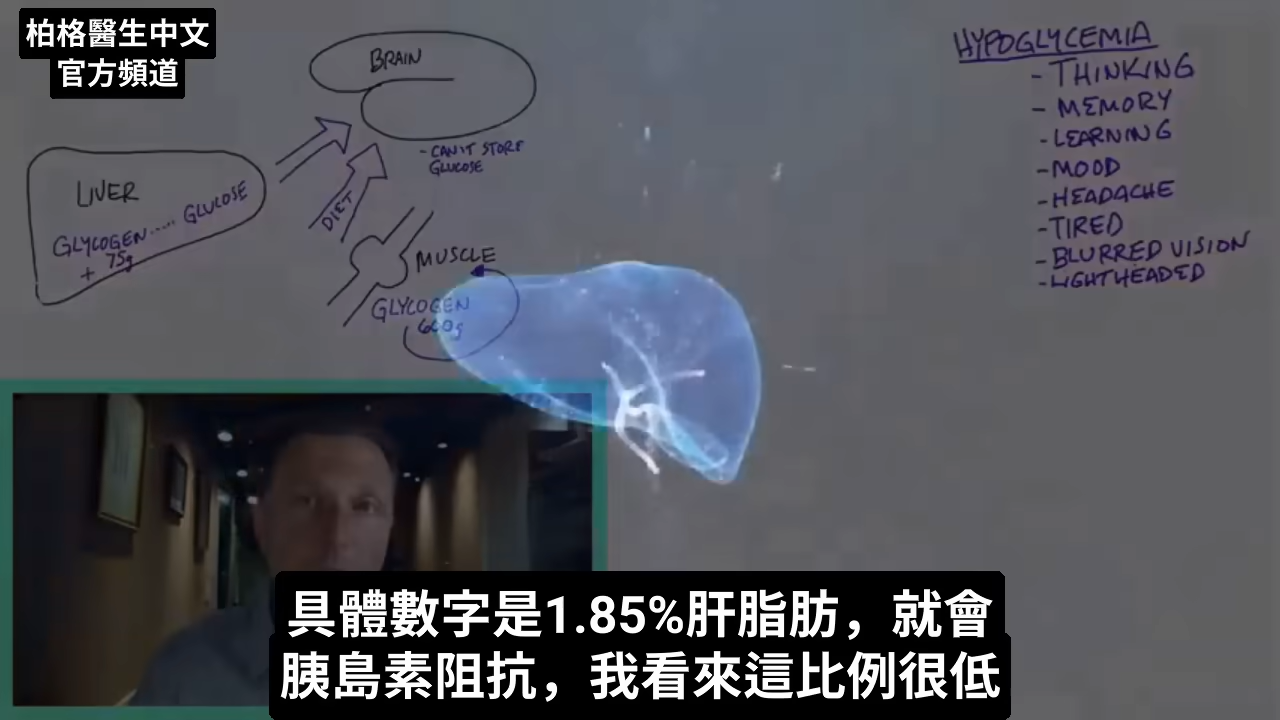 柏格醫生中文
官方頻道
BRAIN
- CAN'T STORE
GLUCOSE
LIVER
GLYCOGEN ..... GLUCOSE
+ 75g
DIET
MUSCLE
GLYCOGEN
600g
HYPOGLYCEMIA
- THINKING
- MEMORY
- LEARNING
- MOOD
- HEADACHE
- TIRED
- BLURRED VISION
- LIGHTHEADED
具體數字是1.85%肝脂肪，就會
胰島素阻抗，我看來這比例很低